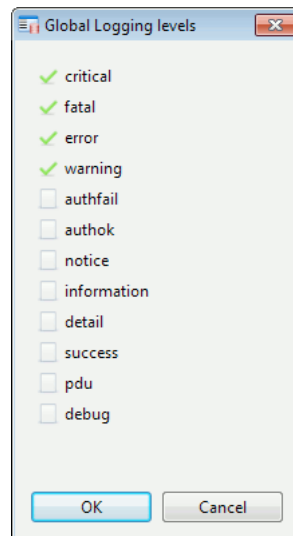 Global Logging levels
critical
fatal
error
warning
authfail
authok
notice
information
detail
success
pdu
debug
OK Cancel